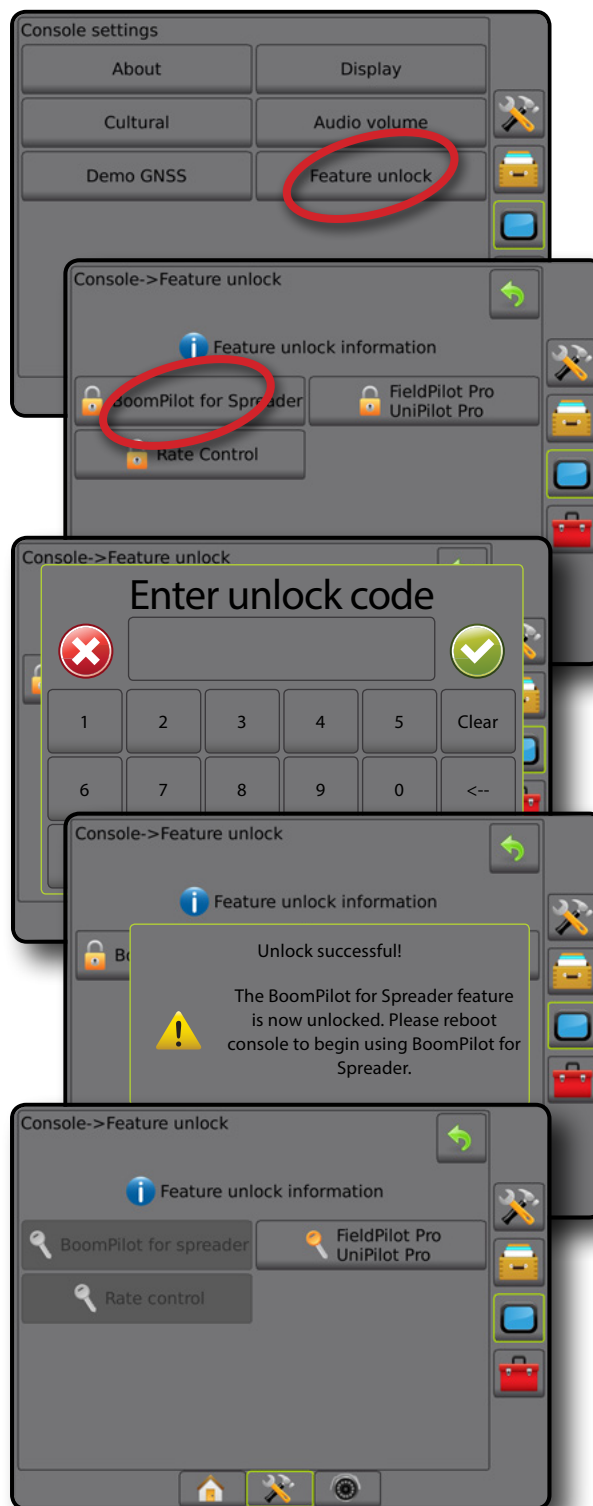 Console settings
About
Display
Cultural
Audio volume
Demo GNSS
Feature unlock
Console->Feature unlock
Feature unlock information
BoomPilot for Spreader
FieldPilot Pro
UniPilot Pro
Rate Control
Console->Feature unlock
Enter unlock code
1 2 3 4 5 Clear
6 7 8 9 0 <--
Console->Feature unlock
Feature unlock information
Bo
Unlock successful!
The BoomPilot for Spreader feature
is now unlocked. Please reboot
console to begin using BoomPilot for
Spreader.
Console->Feature unlock
Feature unlock information
BoomPilot for spreader
FieldPilot Pro
UniPilot Pro
Rate control